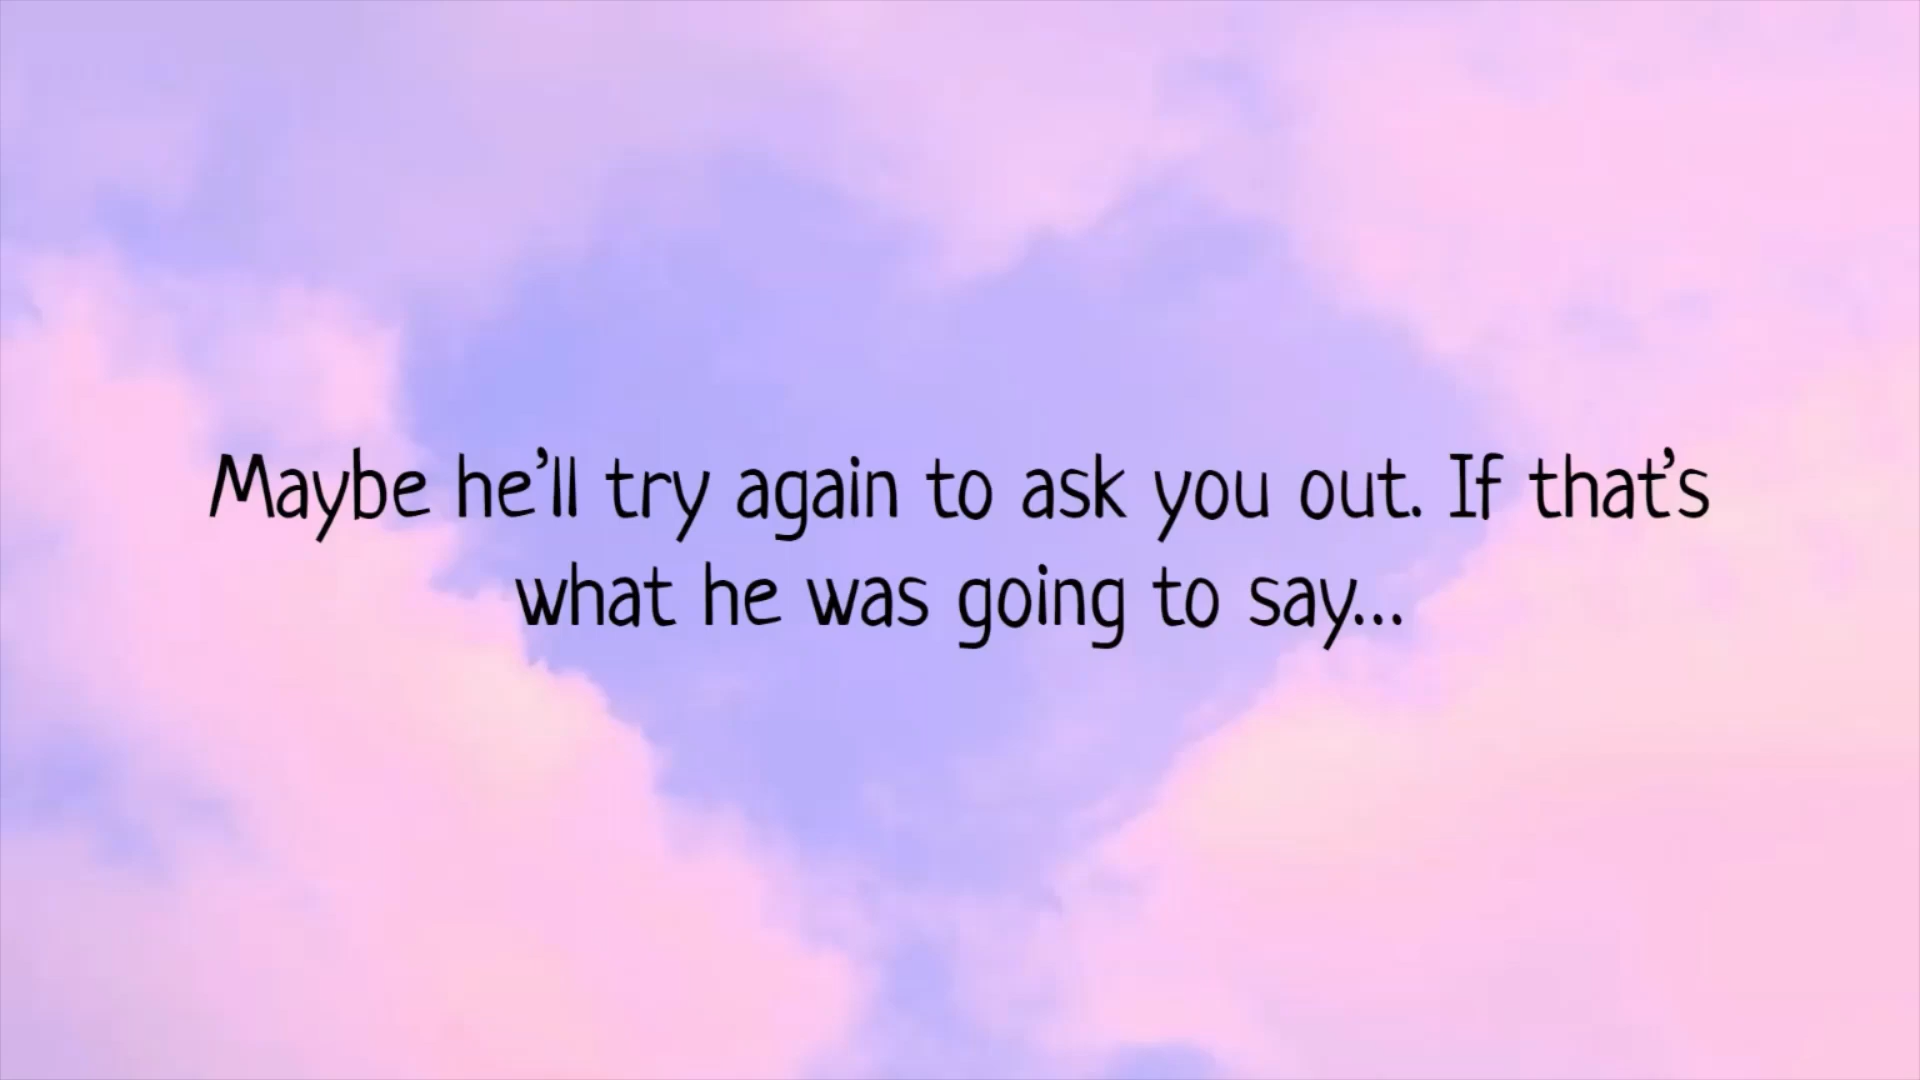 Maybe he’ll try again to ask you out. If that’s
what he was going to say...